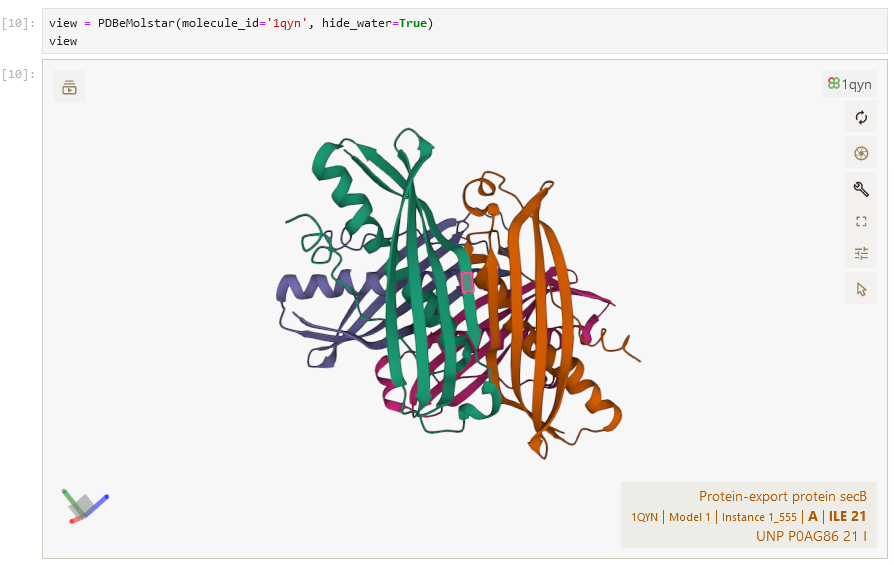 [10]: view = PDBeMolstar(molecule_id='1qyn', hide_water=True)
view
[10]:
1qyn
Protein-export protein secB
1QYN | Model 1 | Instance 1_555 | A | ILE 21
UNP P0AG86 21 I